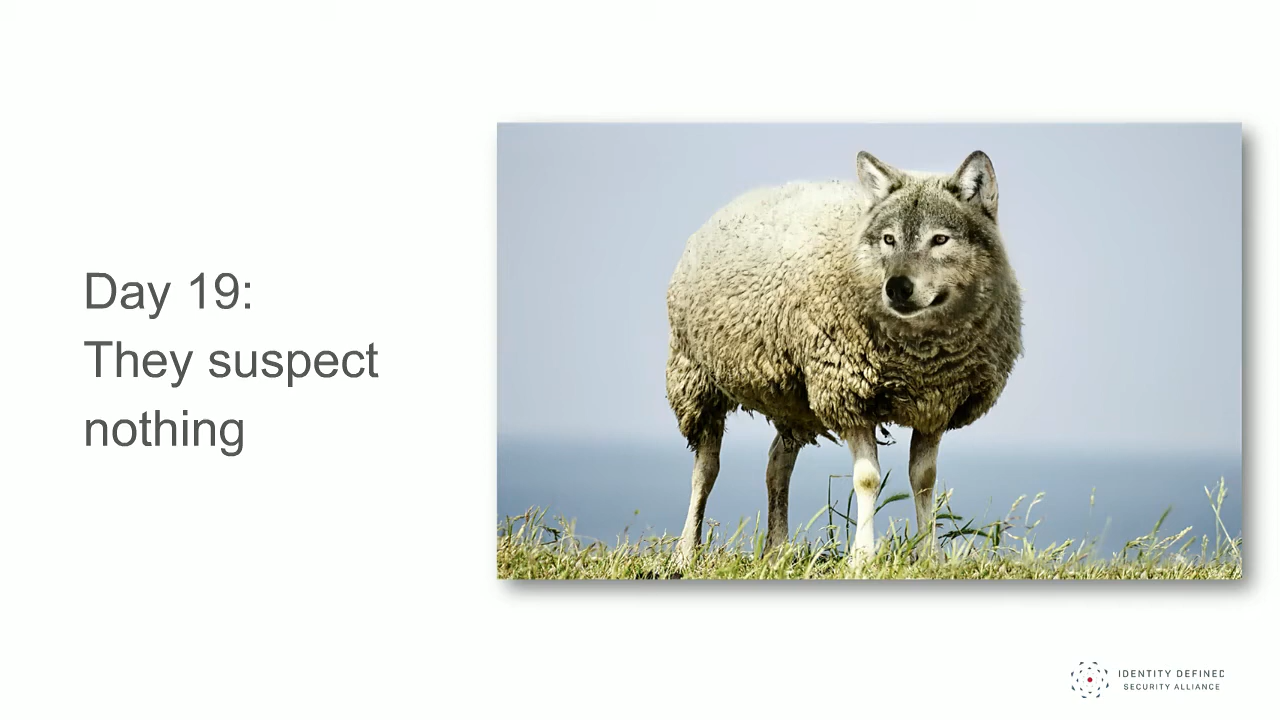 Day 19:
They suspect
nothing
IDENTITY DEFINED
SECURITY ALLIANCE